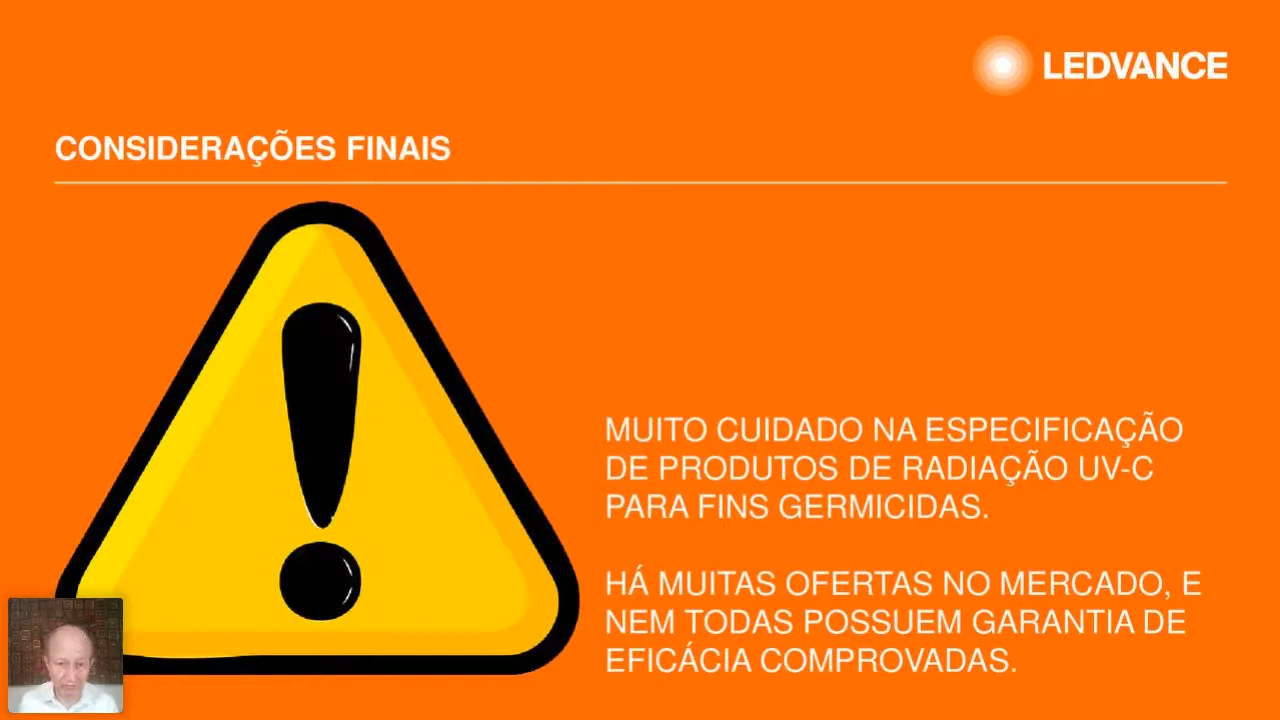 LEDVANCE
CONSIDERAÇÕES FINAIS
MUITO CUIDADO NA ESPECIFICAÇÃO
DE PRODUTOS DE RADIAÇÃO UV-C
PARA FINS GERMICIDAS.
HÁ MUITAS OFERTAS NO MERCADO, E
NEM TODAS POSSUEM GARANTIA DE
EFICÁCIA COMPROVADAS.